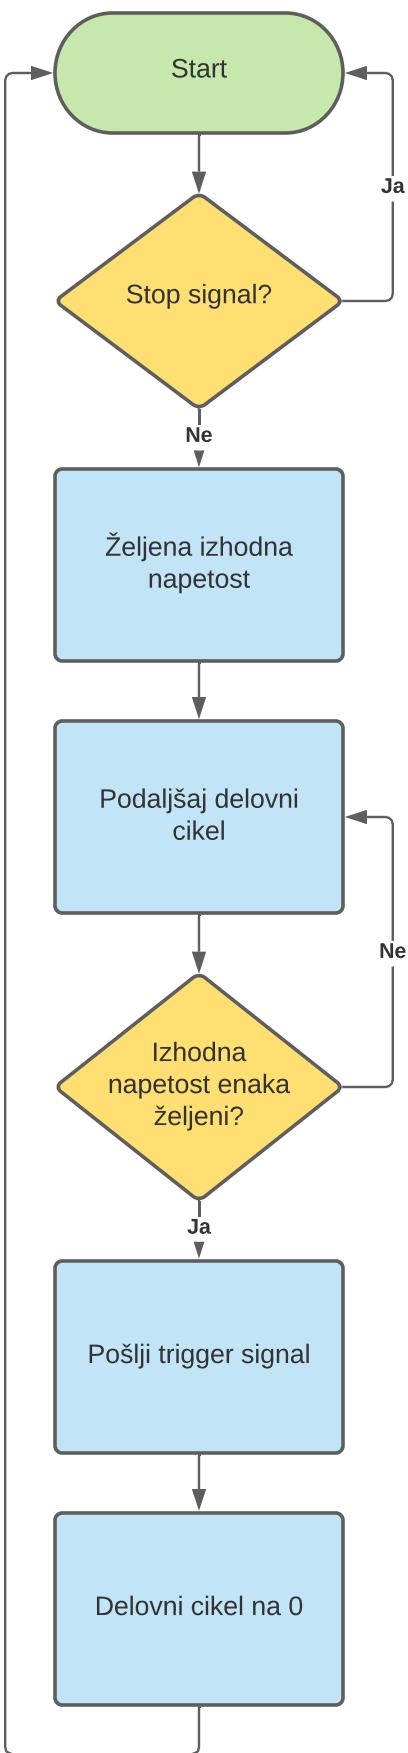 Start
Ja
Stop signal?
Ne
Željena izhodna
napetost
Podaljšaj delovni
cikel
Ne
Izhodna
napetost enaka
željeni?
Ja
Pošlji trigger signal
Delovni cikel na 0